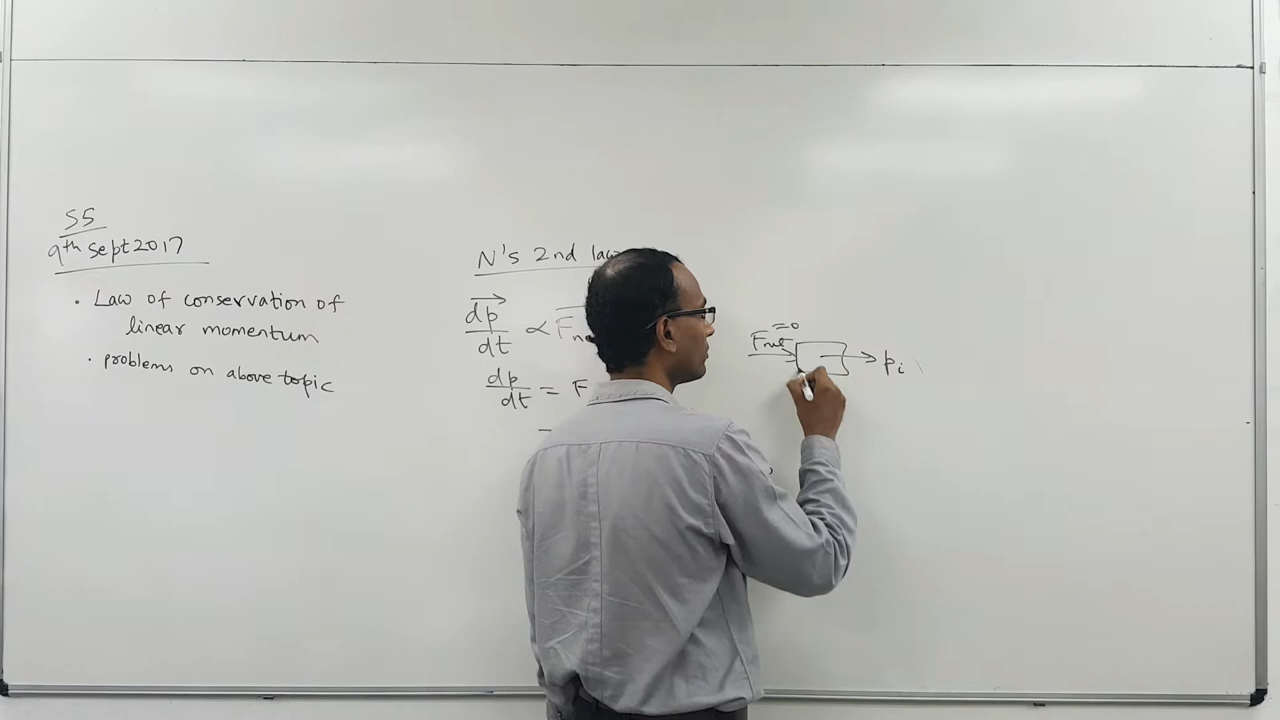 S5
9th sept 2017
· Law of conservation of
linear momentum
· problems on above topic
N's 2nd law
dp
dt ∝ Fne
dp
dt = F
=0
Fnet
pi